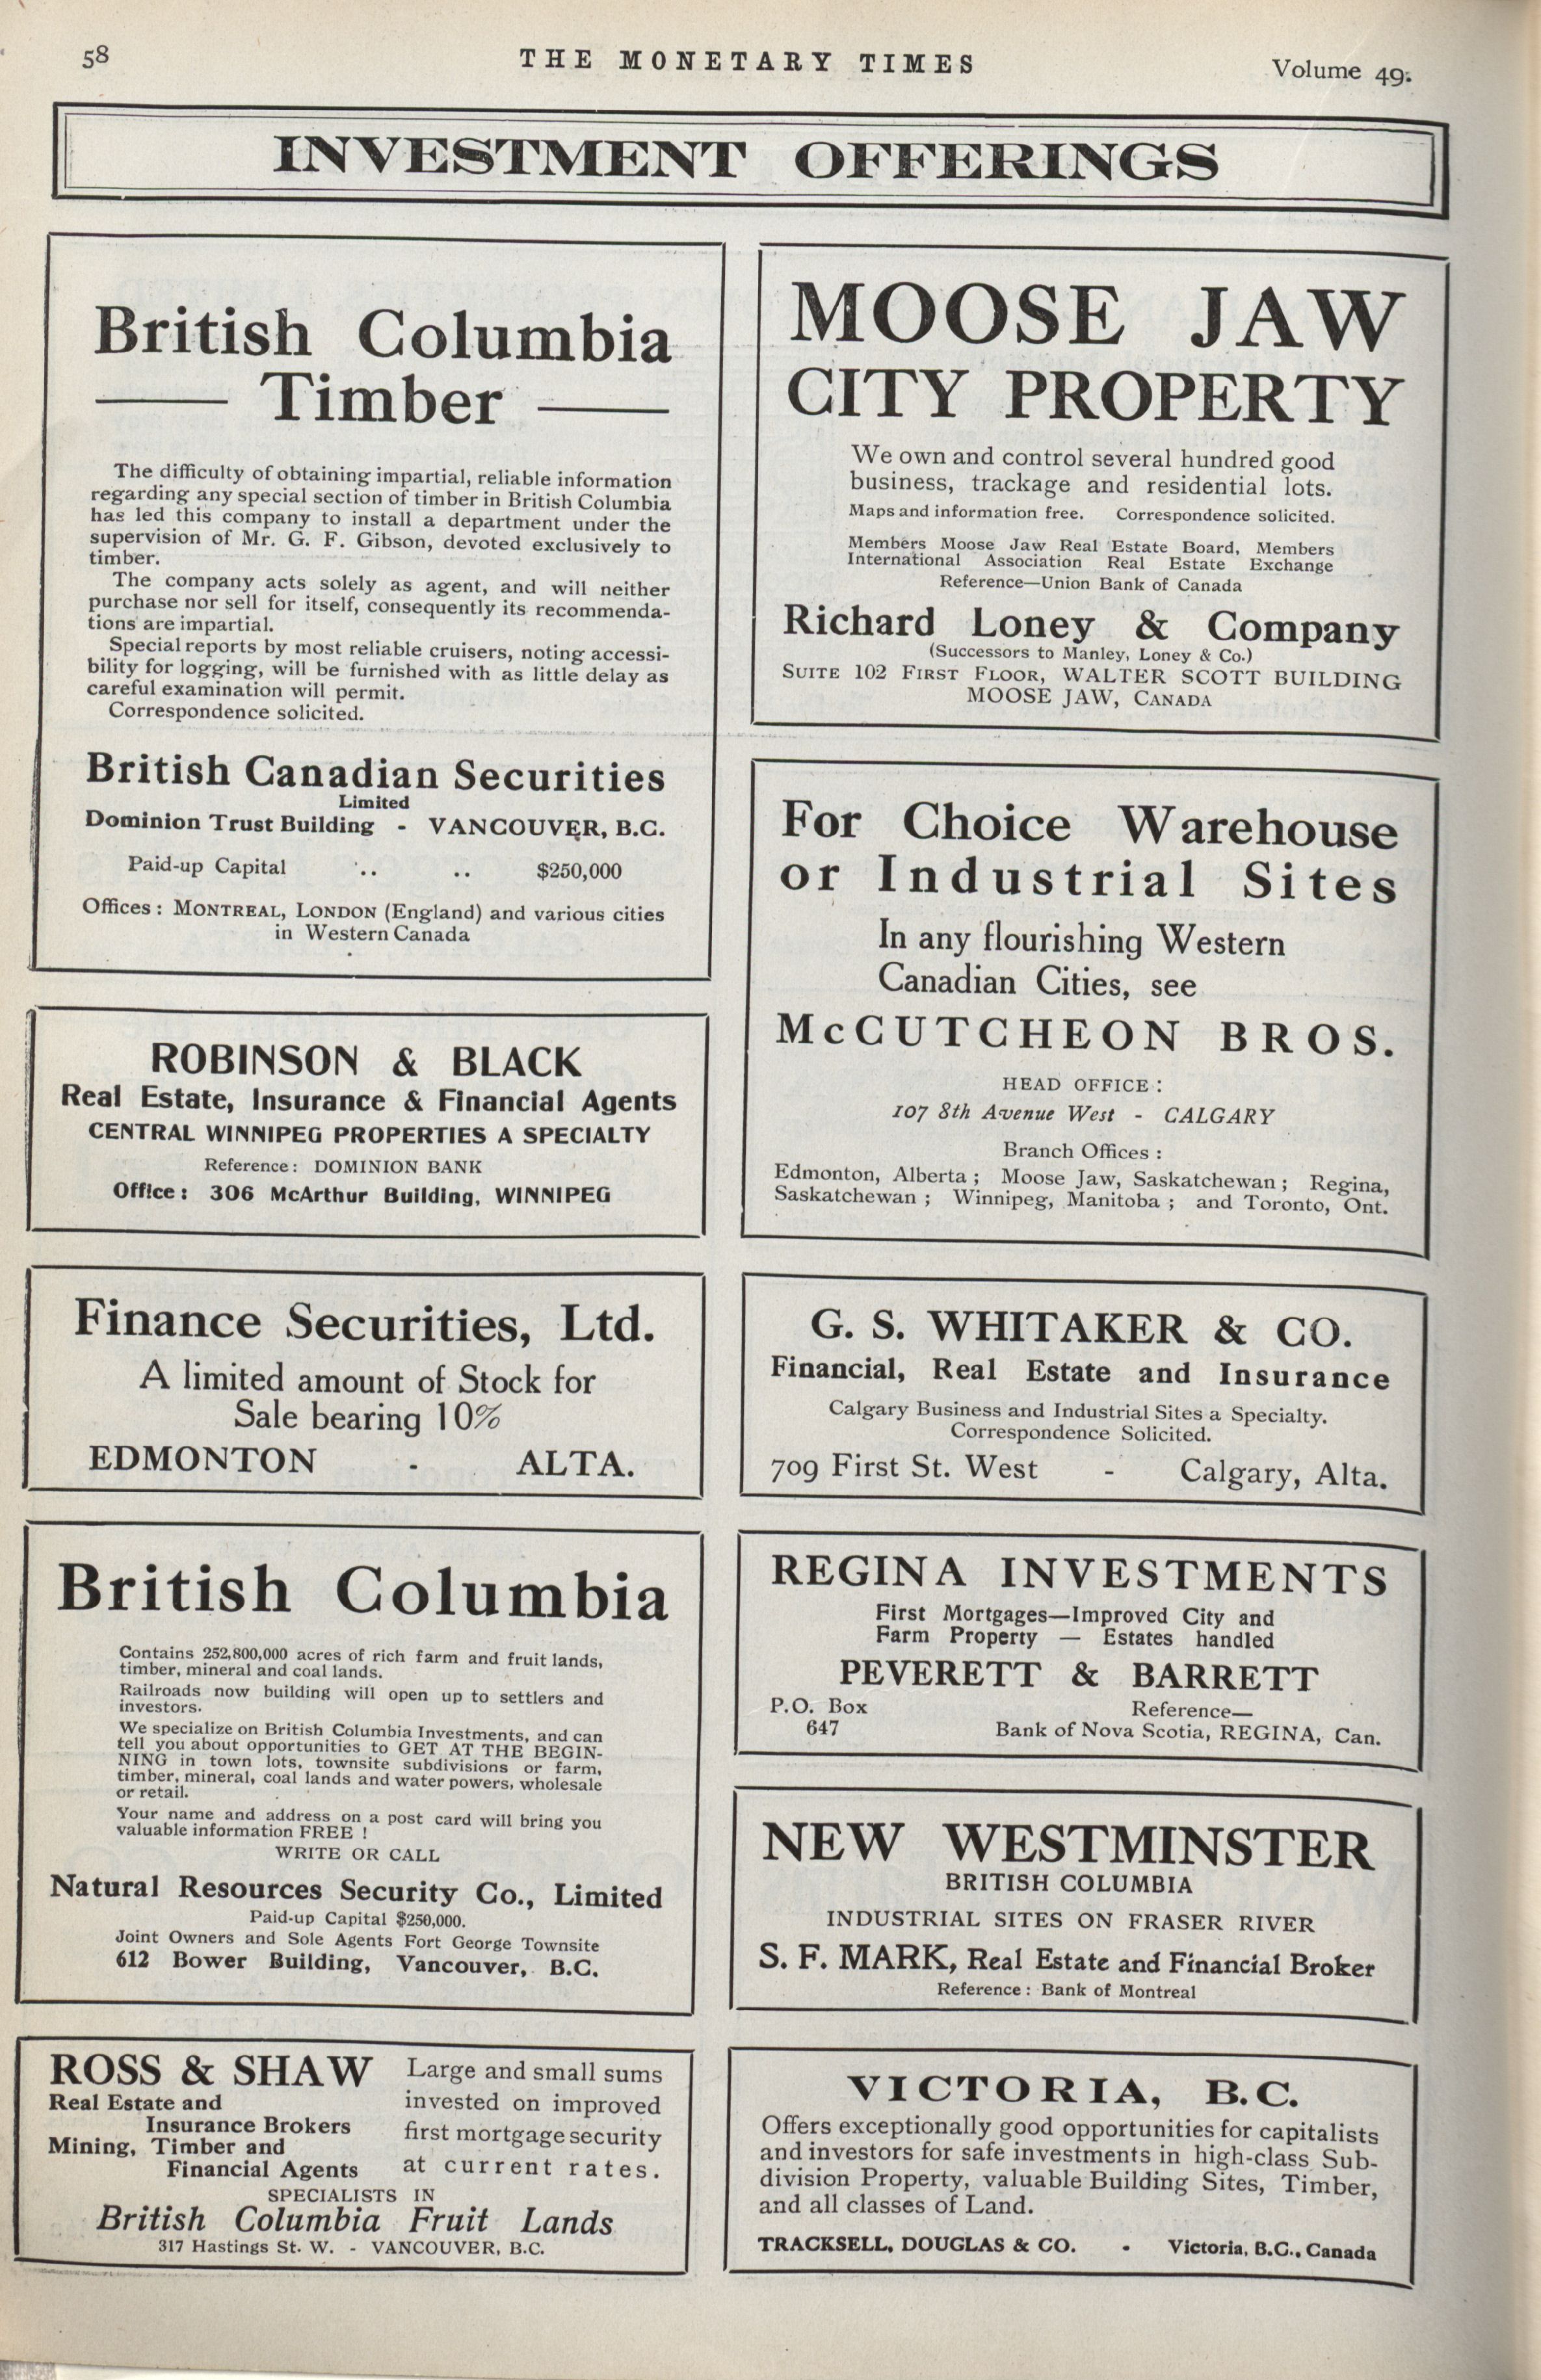 58
THE MONETARY TIMES
Volume 49.
INVESTMENT OFFERINGS
British Columbia
Timber
The difficulty of obtaining impartial, reliable information
regarding any special section of timber in British Columbia
has led this company to install a department under the
supervision of Mr. G. F. Gibson, devoted exclusively to
timber.
The company acts solely as agent, and will neither
purchase nor sell for itself, consequently its recommenda-
tions are impartial.
Special reports by most reliable cruisers, noting accessi-
bility for logging, will be furnished with as little delay as
careful examination will permit.
Correspondence solicited.
British Canadian Securities
Limited
Dominion Trust Building - VANCOUVER, B.C.
Paid-up Capital .. .. $250,000
Offices: MONTREAL, LONDON (England) and various cities
in Western Canada
ROBINSON & BLACK
Real Estate, Insurance & Financial Agents
CENTRAL WINNIPEG PROPERTIES A SPECIALTY
Reference: DOMINION BANK
Office: 306 McArthur Building, WINNIPEG
Finance Securities, Ltd.
A limited amount of Stock for
Sale bearing 10%
EDMONTON - ALTA.
British Columbia
Contains 252,800,000 acres of rich farm and fruit lands,
timber, mineral and coal lands.
Railroads now building will open up to settlers and
investors.
We specialize on British Columbia Investments, and can
tell you about opportunities to GET AT THE BEGIN-
NING in town lots, townsite subdivisions or farm,
timber, mineral, coal lands and water powers, wholesale
or retail.
Your name and address on a post card will bring you
valuable information FREE !
WRITE OR CALL
Natural Resources Security Co., Limited
Paid-up Capital $250,000.
Joint Owners and Sole Agents Fort George Townsite
612 Bower Building, Vancouver, B.C.
ROSS & SHAW
Real Estate and
Insurance Brokers
Mining, Timber and
Financial Agents
Large and small sums
invested on improved
first mortgage security
at current rates.
SPECIALISTS IN
British Columbia Fruit Lands
317 Hastings St. W. - VANCOUVER, B.C.
MOOSE JAW
CITY PROPERTY
We own and control several hundred good
business, trackage and residential lots.
Maps and information free. Correspondence solicited.
Members Moose Jaw Real Estate Board, Members
International Association Real Estate Exchange
Reference—Union Bank of Canada
Richard Loney & Company
(Successors to Manley, Loney & Co.)
SUITE 102 FIRST FLOOR, WALTER SCOTT BUILDING
MOOSE JAW, CANADA
For Choice Warehouse
or Industrial Sites
In any flourishing Western
Canadian Cities, see
McCUTCHEON BROS.
HEAD OFFICE :
107 8th Avenue West - CALGARY
Branch Offices :
Edmonton, Alberta ; Moose Jaw, Saskatchewan ; Regina,
Saskatchewan ; Winnipeg, Manitoba ; and Toronto, Ont.
G. S. WHITAKER & CO.
Financial, Real Estate and Insurance
Calgary Business and Industrial Sites a Specialty.
Correspondence Solicited.
709 First St. West - Calgary, Alta.
REGINA INVESTMENTS
First Mortgages—Improved City and
Farm Property — Estates handled
PEVERETT & BARRETT
P.O. Box Reference—
647 Bank of Nova Scotia, REGINA, Can.
NEW WESTMINSTER
BRITISH COLUMBIA
INDUSTRIAL SITES ON FRASER RIVER
S. F. MARK, Real Estate and Financial Broker
Reference : Bank of Montreal
VICTORIA, B.C.
Offers exceptionally good opportunities for capitalists
and investors for safe investments in high-class Sub-
division Property, valuable Building Sites, Timber,
and all classes of Land.
TRACKSELL, DOUGLAS & CO. - Victoria, B.C., Canada